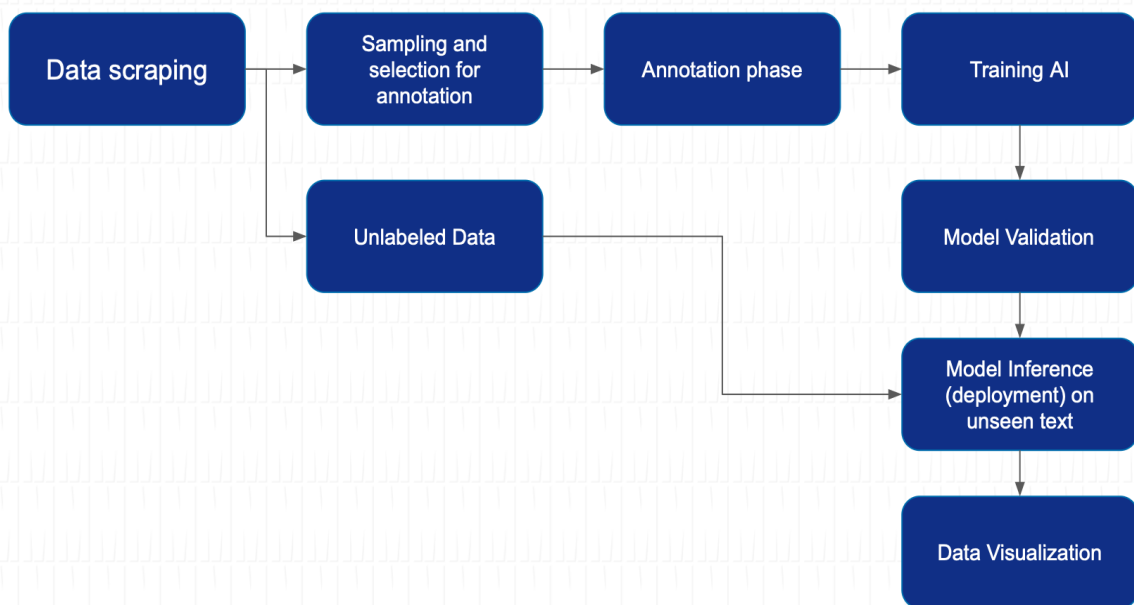 Data scraping
Sampling and
selection for
annotation
Annotation phase
Training AI
Unlabeled Data
Model Validation
Model Inference
(deployment) on
unseen text
Data Visualization